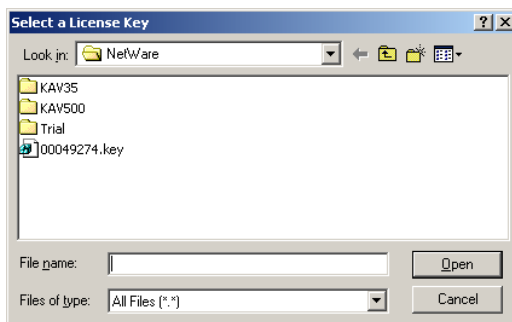 Select a License Key
Look in: NetWare
KAV35
KAV500
Trial
00049274.key
File name: Open
Files of type: All Files (*.*) Cancel